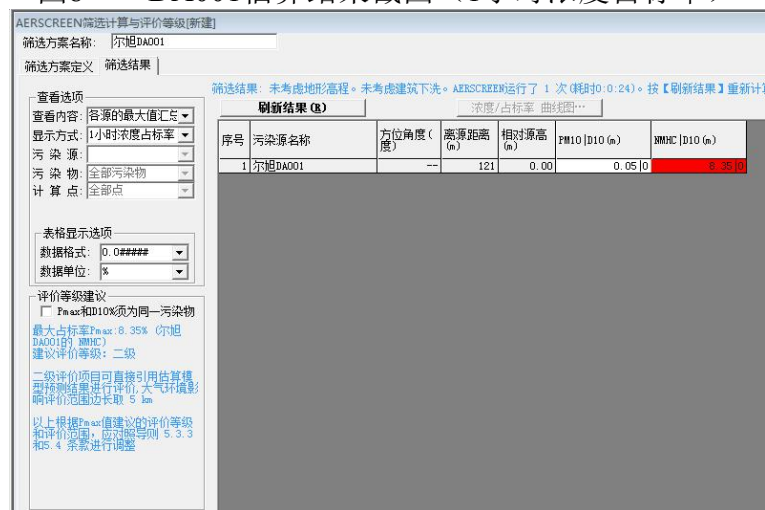 AERSCREEN筛选计算与评价等级[新建]
筛选方案名称: 尔旭DA001
筛选方案定义 筛选结果
筛选结果: 未考虑地形高程。未考虑建筑下洗。AERSCREEN运行了 1 次(耗时0:0:24)。按【刷新结果】重新计
查看选项
刷新结果(R) 浓度/占标率 曲线图…
查看内容: 各源的最大值汇总
显示方式: 1小时浓度占标率
污 染 源:
污 染 物: 全部污染物
计 算 点: 全部点
序号 污染源名称 方位角度(度) 离源距离(m) 相对源高(m) PM10|D10(m) NMHC|D10(m)
1 尔旭DA001 -- 121 0.00 0.05|0 8.35|0
表格显示选项
数据格式: 0.0#####
数据单位: %
评价等级建议
Pmax和D10%须为同一污染物
最大占标率Pmax:8.35% (尔旭
DA001的 NMHC)
建议评价等级: 二级
二级评价项目可直接引用估算模
型预测结果进行评价,大气环境影
响评价范围边长取 5 km
以上根据Pmax值建议的评价等级
和评价范围,应对照导则 5.3.3
和5.4 条款进行调整